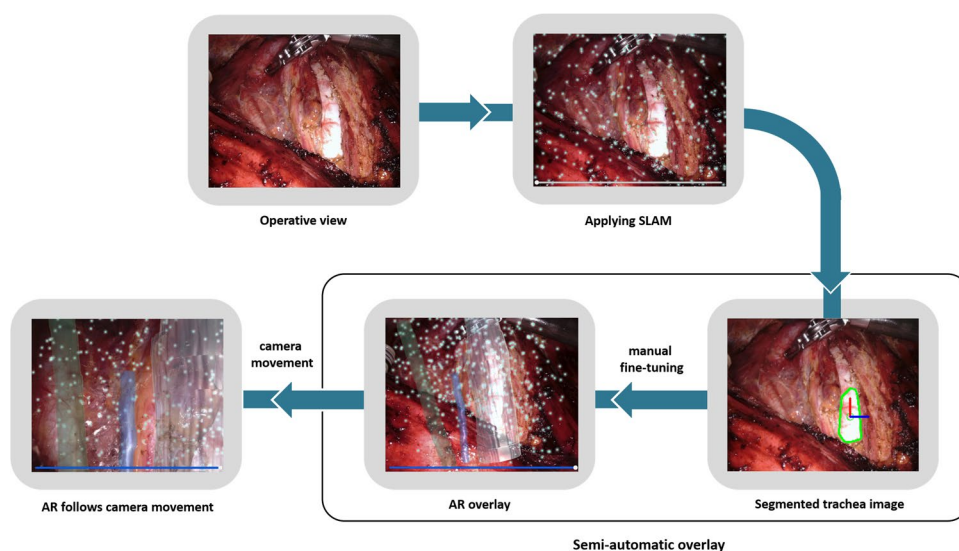 Operative view
Applying SLAM
camera
movement
manual
fine-tuning
AR follows camera movement
AR overlay
Segmented trachea image
Semi-automatic overlay